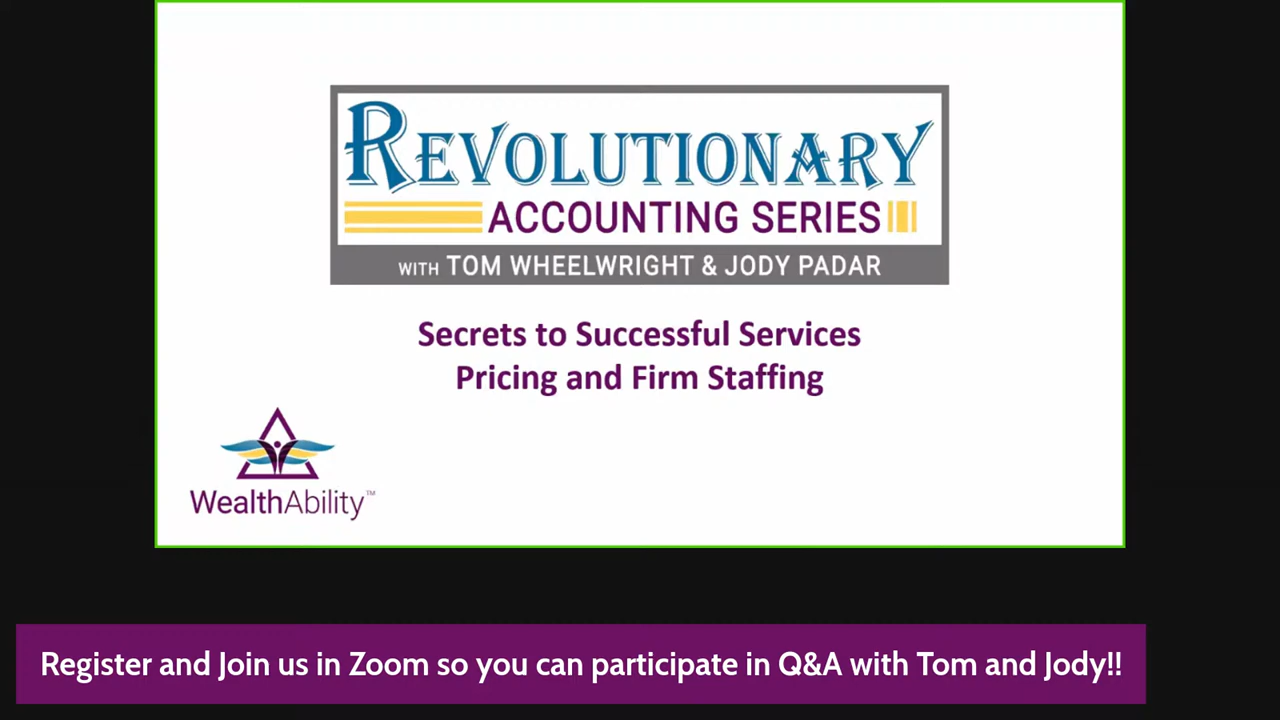 REVOLUTIONARY
ACCOUNTING SERIES
WITH TOM WHEELWRIGHT & JODY PADAR
Secrets to Successful Services
Pricing and Firm Staffing
WealthAbility™
Register and Join us in Zoom so you can participate in Q&A with Tom and Jody!!